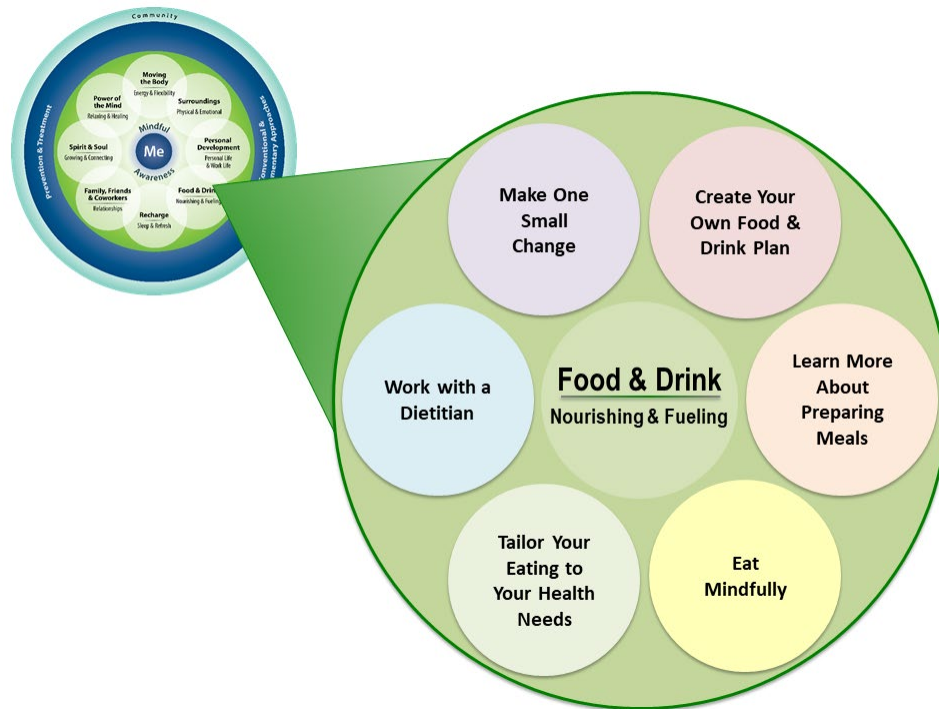 Community
Prevention & Treatment
Conventional &
mentary Approaches
Moving
the Body
Energy & Flexibility
Surroundings
Physical & Emotional
Personal
Development
Personal Life
& Work Life
Food & Drink
Nourishing & Fueling
Recharge
Sleep & Refresh
Family, Friends
& Coworkers
Relationships
Spirit & Soul
Growing & Connecting
Power of
the Mind
Relaxing & Healing
Mindful
Me
Awareness
Make One
Small
Change
Create Your
Own Food &
Drink Plan
Work with a
Dietitian
Food & Drink
Nourishing & Fueling
Learn More
About
Preparing
Meals
Tailor Your
Eating to
Your Health
Needs
Eat
Mindfully